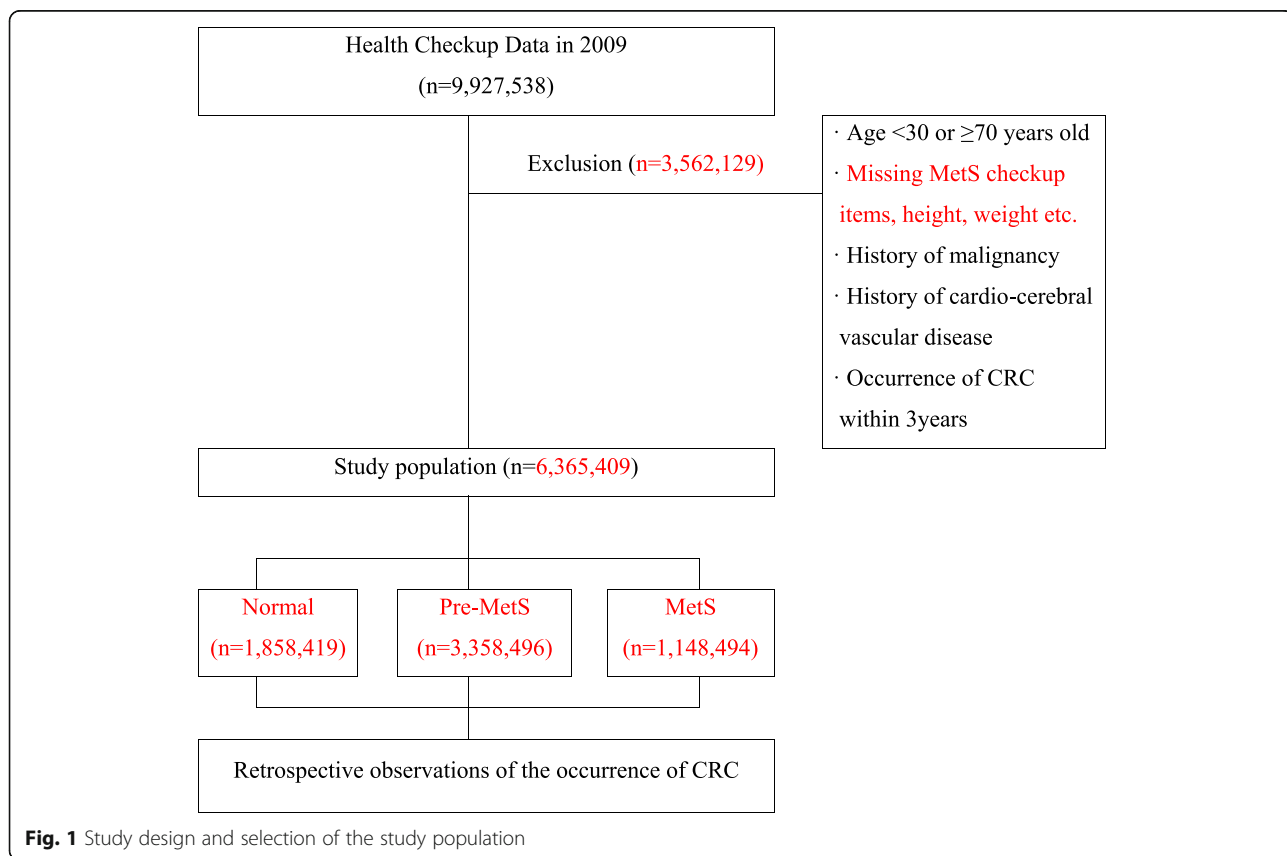 Health Checkup Data in 2009
(n=9,927,538)
Exclusion (n=3,562,129)
· Age <30 or ≥70 years old
· Missing MetS checkup
items, height, weight etc.
· History of malignancy
· History of cardio-cerebral
vascular disease
· Occurrence of CRC
within 3years
Study population (n=6,365,409)
Normal
(n=1,858,419)
Pre-MetS
(n=3,358,496)
MetS
(n=1,148,494)
Retrospective observations of the occurrence of CRC
Fig. 1 Study design and selection of the study population